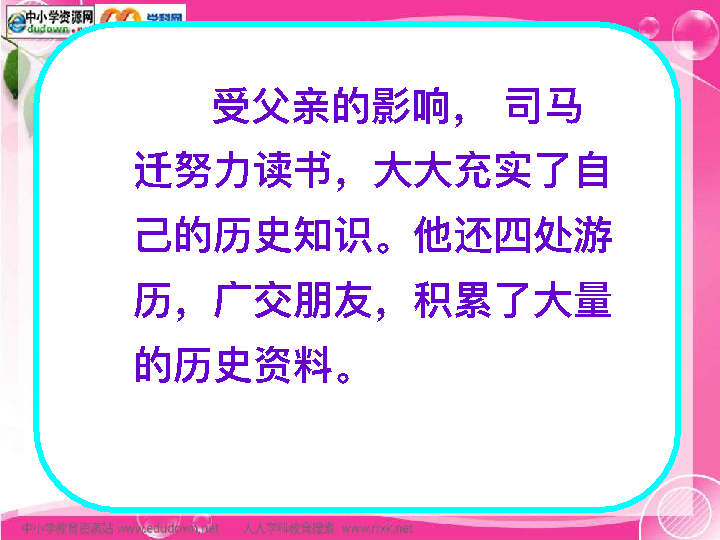 中小学资源网
edudown.net
学科网
受父亲的影响， 司马
迁努力读书，大大充实了自
己的历史知识。他还四处游
历，广交朋友，积累了大量
的历史资料。
中小学教育资源站 www.edudown.net 人人学科教育搜索 www.rrxk.net